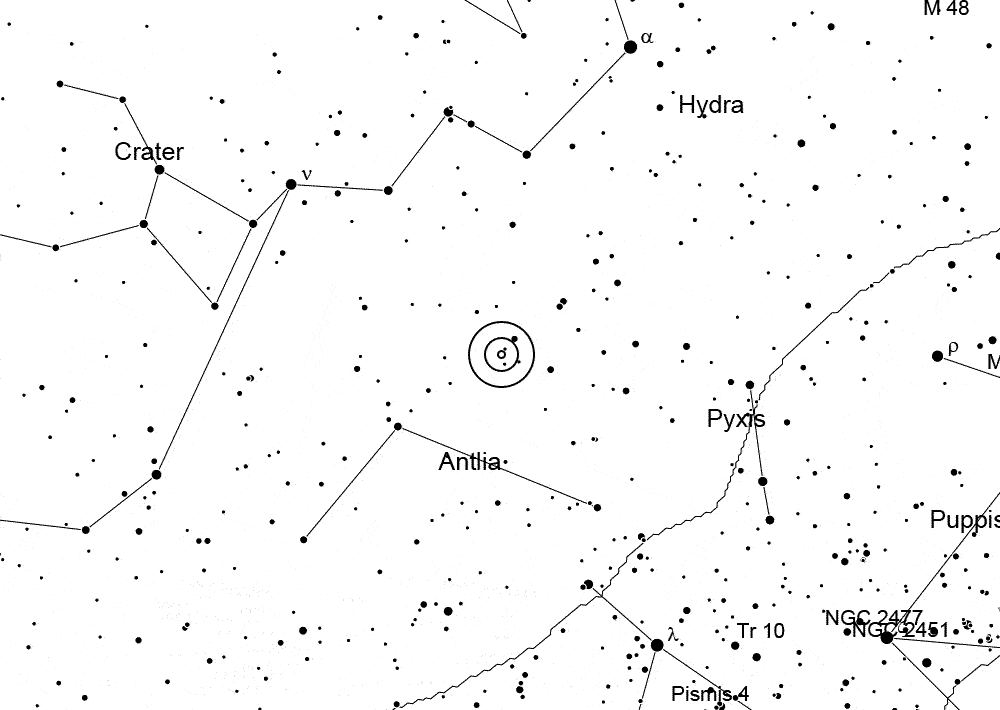 M 48
α
Hydra
Crater
ν
ρ
M
Pyxis
Antlia
Puppis
NGC 2477
NGC 2451
λ
Tr 10
Pismis 4